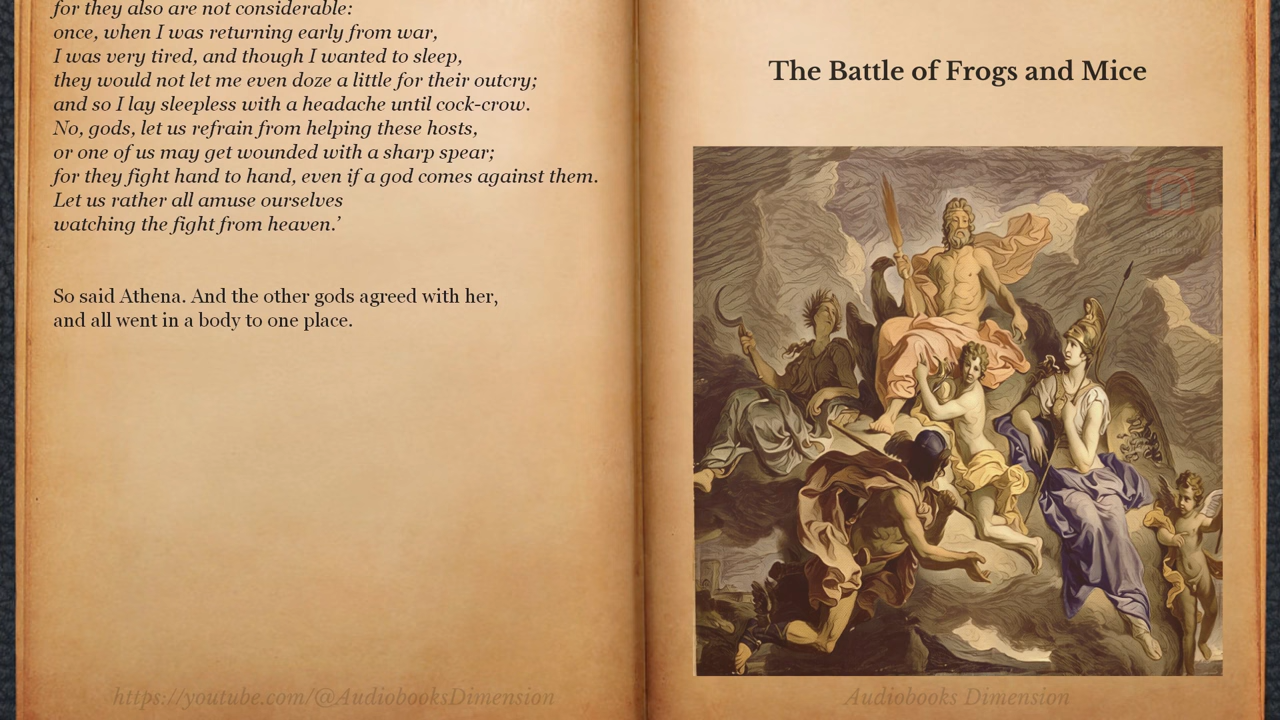 for they also are not considerable:
once, when I was returning early from war,
I was very tired, and though I wanted to sleep,
they would not let me even doze a little for their outcry;
and so I lay sleepless with a headache until cock-crow.
No, gods, let us refrain from helping these hosts,
or one of us may get wounded with a sharp spear;
for they fight hand to hand, even if a god comes against them.
Let us rather all amuse ourselves
watching the fight from heaven.’
So said Athena. And the other gods agreed with her,
and all went in a body to one place.
https://youtube.com/@AudiobooksDimension
The Battle of Frogs and Mice
Audiobooks Dimension